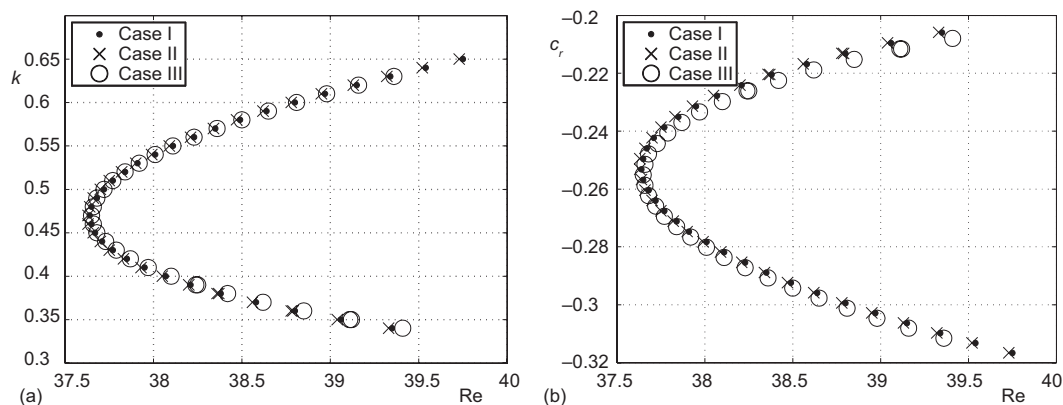 Case I
Case II
Case III
k
0.65
0.6
0.55
0.5
0.45
0.4
0.35
0.3
37.5 38 38.5 39 39.5 40
(a) Re
Case I
Case II
Case III
c_r
−0.2
−0.22
−0.24
−0.26
−0.28
−0.3
−0.32
37.5 38 38.5 39 39.5 40
(b) Re